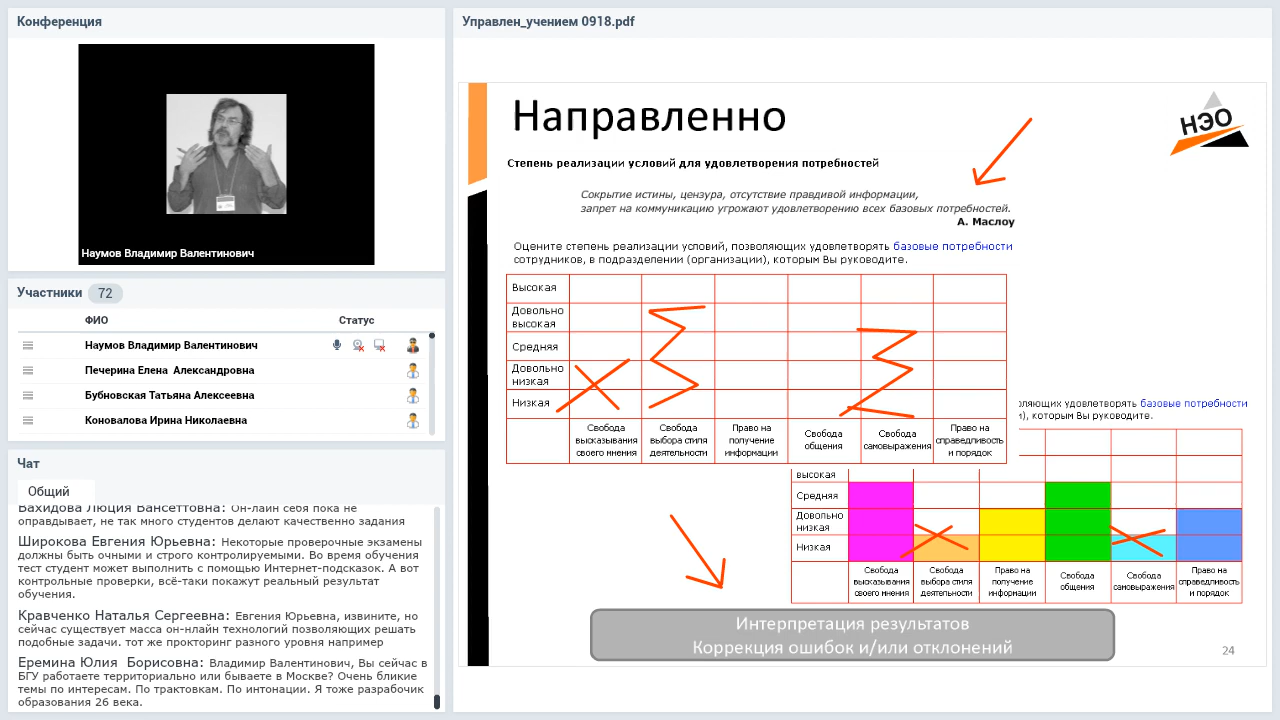 Конференция
Наумов Владимир Валентинович
Участники 72
ФИО Статус
Наумов Владимир Валентинович
Печерина Елена Александровна
Бубновская Татьяна Алексеевна
Коновалова Ирина Николаевна
Чат
Общий
Вахидова Люция Вансеттовна: Он-лайн себя пока не
оправдывает, не так много студентов делают качественно задания
Широкова Евгения Юрьевна: Некоторые проверочные экзамены
должны быть очными и строго контролируемыми. Во время обучения
тест студент может выполнить с помощью Интернет-подсказок. А вот
контрольные проверки, всё-таки покажут реальный результат
обучения.
Кравченко Наталья Сергеевна: Евгения Юрьевна, извините, но
сейчас существует масса он-нлайн технологий позволяющих решать
подобные задачи. тот же прокторинг разного уровня например
Еремина Юлия Борисовна: Владимир Валентинович, Вы сейчас в
БГУ работаете территориально или бываете в Москве? Очень бликие
темы по интересам. По трактовкам. По интонации. Я тоже разрабочик
образования 26 века.
Управлен_учением 0918.pdf
Направленно
НЭО
Степень реализации условий для удовлетворения потребностей
Сокрытие истины, цензура, отсутствие правдивой информации,
запрет на коммуникацию угрожают удовлетворению всех базовых потребностей.
А. Маслоу
Оцените степень реализации условий, позволяющих удовлетворять базовые потребности
сотрудников, в подразделении (организации), которым Вы руководите.
Высокая
Довольно
высокая
Средняя
Довольно
низкая
Низкая
Свобода
высказывания
своего мнения
Свобода
выбора стиля
деятельности
Право на
получение
информации
Свобода
общения
Свобода
самовыражения
Право на
справедливость
и порядок
оляющих удовлетворять базовые потребности
), которым Вы руководите.
высокая
Средняя
Довольно
низкая
Низкая
Свобода
высказывания
своего мнения
Свобода
выбора стиля
деятельности
Право на
получение
информации
Свобода
общения
Свобода
самовыражения
Право на
справедливость
и порядок
Интерпретация результатов
Коррекция ошибок и/или отклонений
24